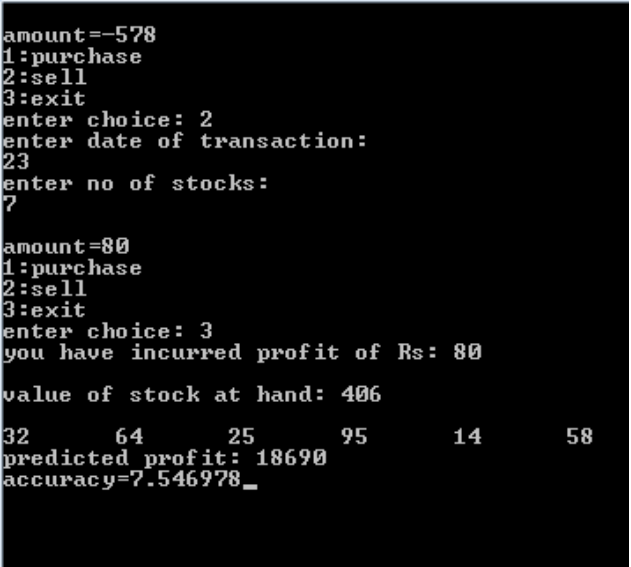 amount=-578
1:purchase
2:sell
3:exit
enter choice: 2
enter date of transaction:
23
enter no of stocks:
7
amount=80
1:purchase
2:sell
3:exit
enter choice: 3
you have incurred profit of Rs: 80
value of stock at hand: 406
32 64 25 95 14 58
predicted profit: 18690
accuracy=7.546978_